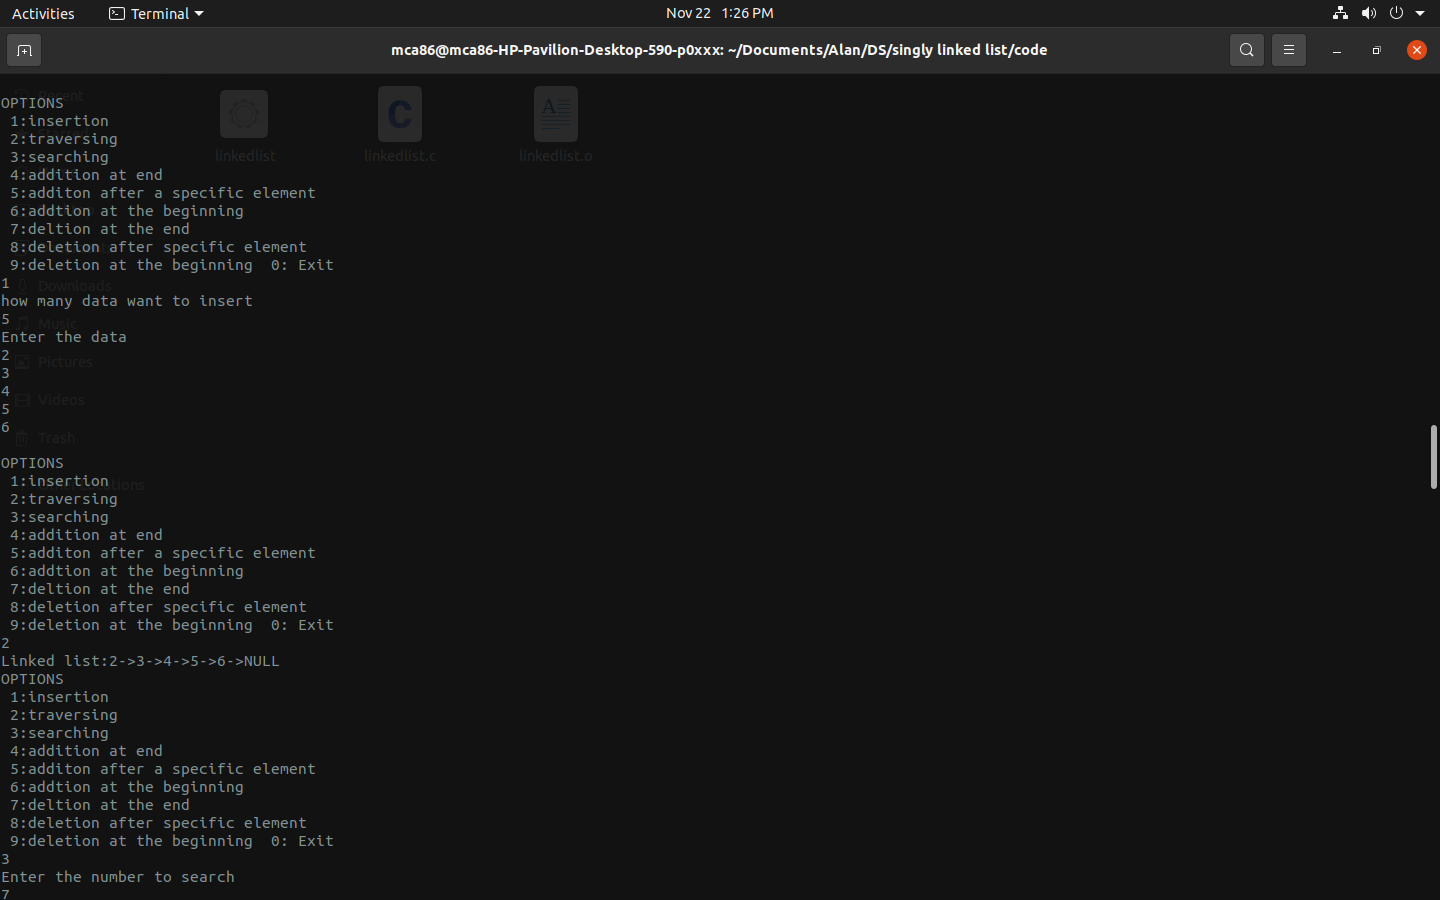 Activities
Terminal
Nov 22 1:26 PM
mca86@mca86-HP-Pavilion-Desktop-590-p0xxx: ~/Documents/Alan/DS/singly linked list/code
Recent
linkedlist
linkedlist.c
linkedlist.o
OPTIONS
1:insertion
2:traversing
3:searching
4:addition at end
5:additon after a specific element
6:addtion at the beginning
7:deltion at the end
8:deletion after specific element
9:deletion at the beginning  0: Exit
1
Downloads
how many data want to insert
5
Music
Enter the data
2
Pictures
3
4
Videos
5
6
Trash
OPTIONS
1:insertion
2:traversing
3:searching
4:addition at end
5:additon after a specific element
6:addtion at the beginning
7:deltion at the end
8:deletion after specific element
9:deletion at the beginning  0: Exit
2
Linked list:2->3->4->5->6->NULL
OPTIONS
1:insertion
2:traversing
3:searching
4:addition at end
5:additon after a specific element
6:addtion at the beginning
7:deltion at the end
8:deletion after specific element
9:deletion at the beginning  0: Exit
3
Enter the number to search
7